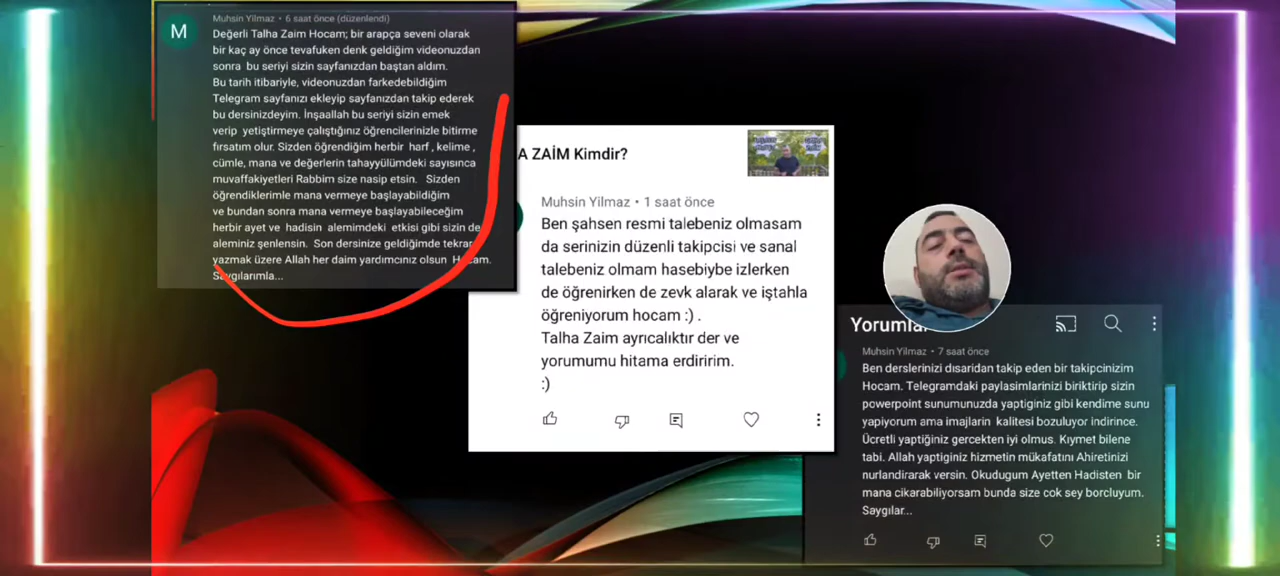 Muhsin Yilmaz • 6 saat önce (düzenlendi)
M
Değerli Talha Zaim Hocam; bir arapça seveni olarak
bir kaç ay önce tevafuken denk geldiğim videonuzdan
sonra bu seriyi sizin sayfanızdan baştan aldım.
Bu tarih itibariyle, videonuzdan farkedebildiğim
Telegram sayfanızı ekleyip sayfanızdan takip ederek
bu dersinizdeyim. İnşaallah bu seriyi sizin emek
verip yetiştirmeye çalıştığınız öğrencilerinizle bitirme
fırsatım olur. Sizden öğrendiğim herbir harf , kelime ,
cümle, mana ve değerlerin tahayyülümdeki sayısınca
muvaffakiyetleri Rabbim size nasip etsin. Sizden
öğrendiklerimle mana vermeye başlayabildiğim
ve bundan sonra mana vermeye başlayabileceğim
herbir ayet ve hadisin alemimdeki etkisi gibi sizin de
aleminiz şenlensin. Son dersinize geldiğimde tekrar
yazmak üzere Allah her daim yardımcınız olsun Hocam.
Saygılarımla...
A ZAİM Kimdir?
Muhsin Yilmaz • 1 saat önce
Ben şahsen resmi talebeniz olmasam
da serinizin düzenli takipcisi ve sanal
talebeniz olmam hasebiybe izlerken
de öğrenirken de zevk alarak ve iştahla
öğreniyorum hocam :) .
Talha Zaim ayrıcalıktır der ve
yorumumu hitama erdiririm.
:)
Yorumla
Muhsin Yilmaz • 7 saat önce
Ben derslerinizi dısaridan takip eden bir takipcinizim
Hocam. Telegramdaki paylasimlarinizi biriktirip sizin
powerpoint sunumunuzda yaptiginiz gibi kendime sunu
yapiyorum ama imajlarin kalitesi bozuluyor indirince.
Ücretli yaptiğiniz gercekten iyi olmus. Kıymet bilene
tabi. Allah yaptiginiz hizmetin mükafatını Ahiretinizi
nurlandirarak versin. Okudugum Ayetten Hadisten bir
mana cikarabiliyorsam bunda size cok sey borcluyum.
Saygılar...